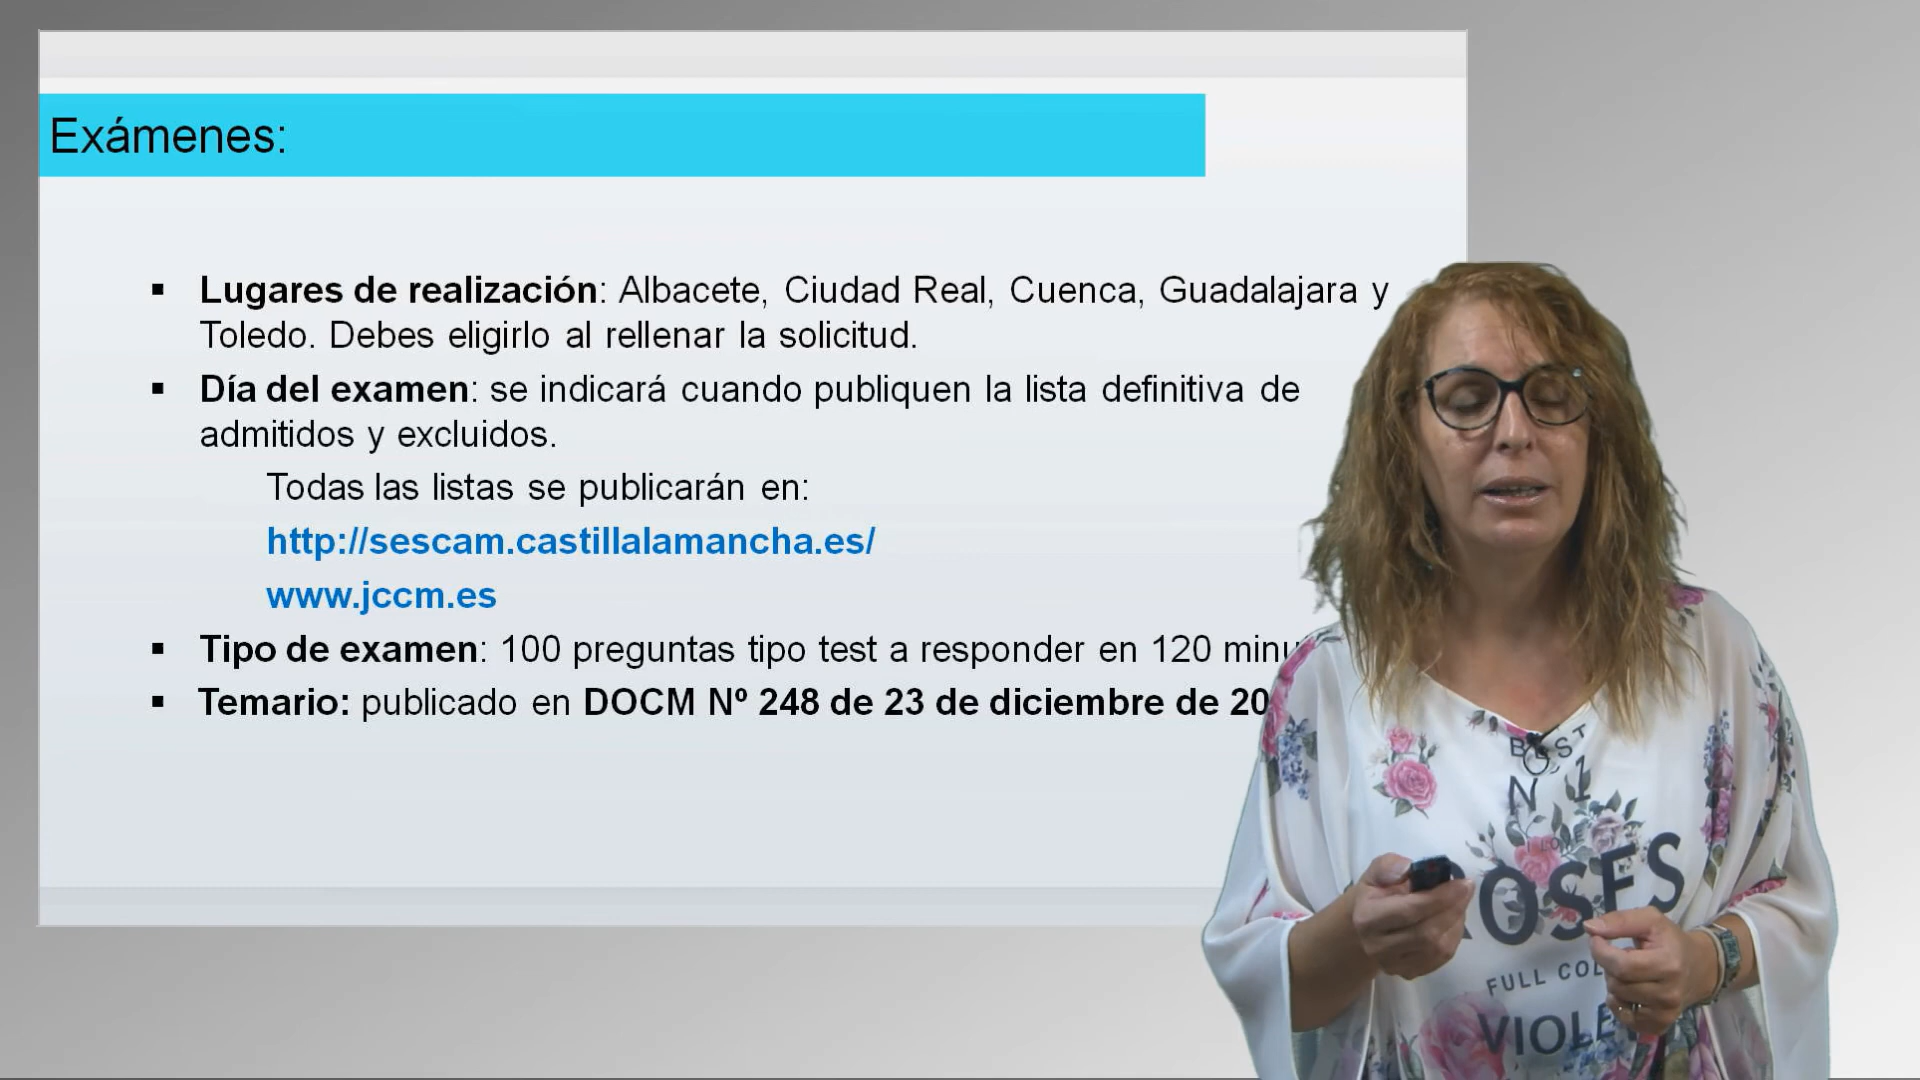 Exámenes:
▪ Lugares de realización: Albacete, Ciudad Real, Cuenca, Guadalajara y
Toledo. Debes eligirlo al rellenar la solicitud.
▪ Día del examen: se indicará cuando publiquen la lista definitiva de
admitidos y excluidos.
Todas las listas se publicarán en:
http://sescam.castillalamancha.es/
www.jccm.es
▪ Tipo de examen: 100 preguntas tipo test a responder en 120
▪ Temario: publicado en DOCM Nº 248 de 23 de diciembre de
BEST
I LOVE
ROSES
FULL